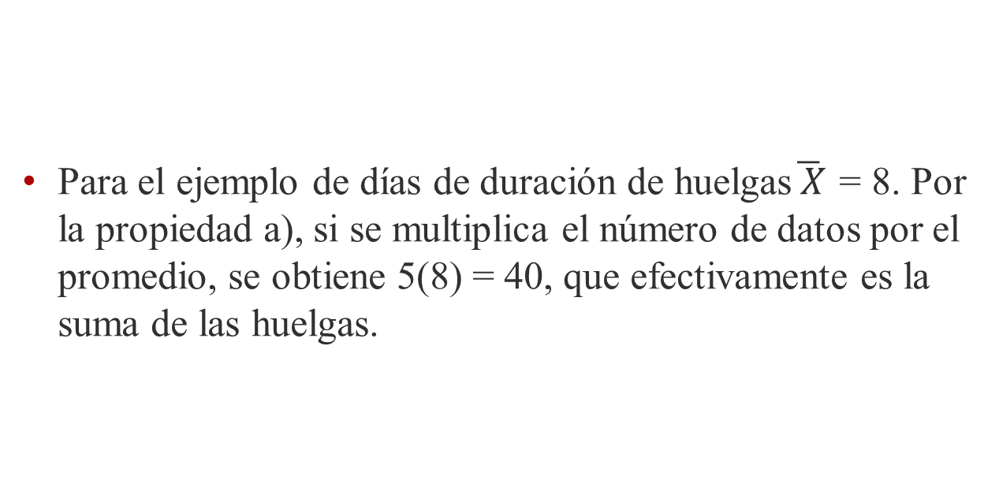 • Para el ejemplo de días de duración de huelgas X̅ = 8. Por
la propiedad a), si se multiplica el número de datos por el
promedio, se obtiene 5(8) = 40, que efectivamente es la
suma de las huelgas.